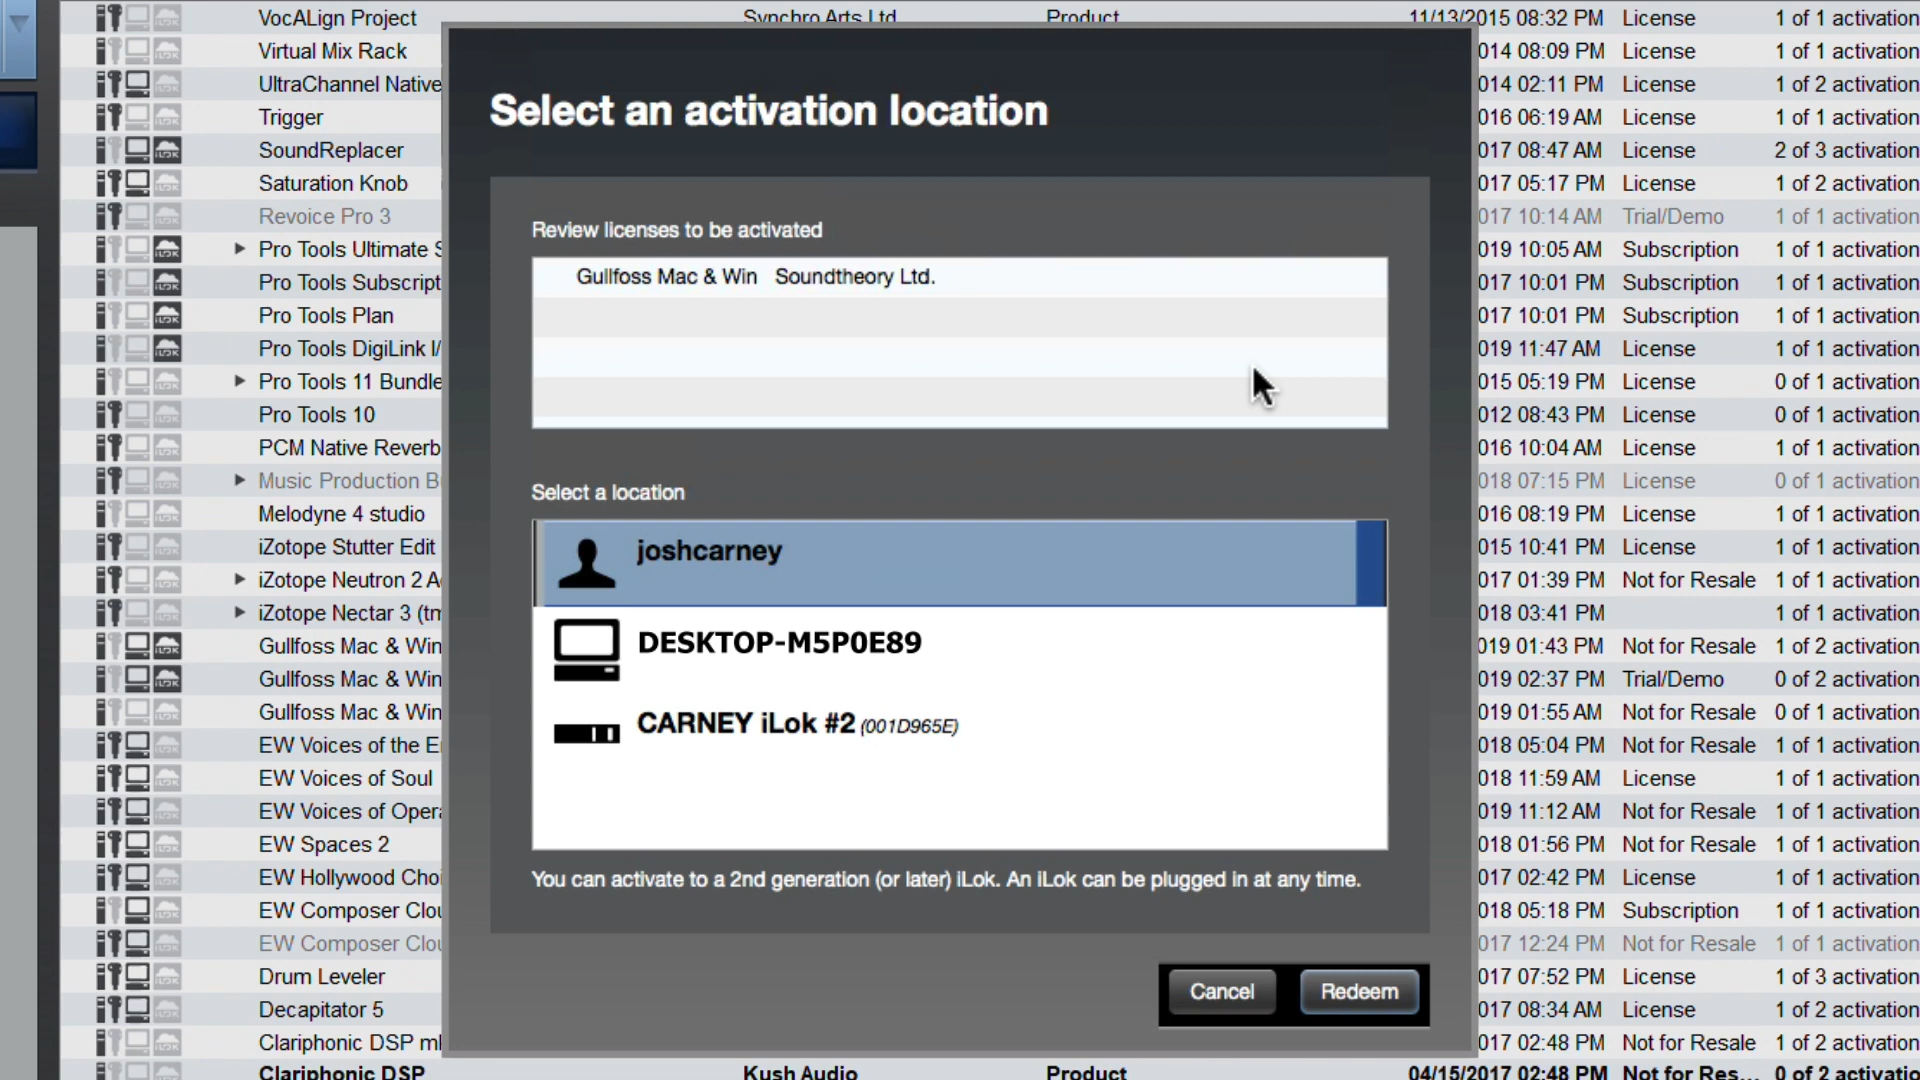 VocALign Project Synchro Arts Ltd Product 11/13/2015 08:32 PM License 1 of 1 activation
Virtual Mix Rack 014 08:09 PM License 1 of 1 activation
UltraChannel Native 014 02:11 PM License 1 of 2 activation
Trigger 016 06:19 AM License 1 of 1 activation
SoundReplacer 017 08:47 AM License 2 of 3 activation
Saturation Knob 017 05:17 PM License 1 of 2 activation
Revoice Pro 3 017 10:14 AM Trial/Demo 1 of 1 activation
Pro Tools Ultimate S 019 10:05 AM Subscription 1 of 1 activation
Pro Tools Subscript 017 10:01 PM Subscription 1 of 1 activation
Pro Tools Plan 017 10:01 PM Subscription 1 of 1 activation
Pro Tools DigiLink I/ 019 11:47 AM License 1 of 1 activation
Pro Tools 11 Bundle 015 05:19 PM License 0 of 1 activation
Pro Tools 10 012 08:43 PM License 0 of 1 activation
PCM Native Reverb 016 10:04 AM License 1 of 1 activation
Music Production B 018 07:15 PM License 0 of 1 activation
Melodyne 4 studio 016 08:19 PM License 1 of 1 activation
iZotope Stutter Edit 015 10:41 PM License 1 of 1 activation
iZotope Neutron 2 A 017 01:39 PM Not for Resale 1 of 1 activation
iZotope Nectar 3 (tm 018 03:41 PM 1 of 1 activation
Gullfoss Mac & Win 019 01:43 PM Not for Resale 1 of 2 activation
Gullfoss Mac & Win 019 02:37 PM Trial/Demo 0 of 2 activation
Gullfoss Mac & Win 019 01:55 AM Not for Resale 0 of 1 activation
EW Voices of the E 018 05:04 PM Not for Resale 1 of 1 activation
EW Voices of Soul 018 11:59 AM License 1 of 1 activation
EW Voices of Opera 019 11:12 AM Not for Resale 1 of 1 activation
EW Spaces 2 018 01:56 PM Not for Resale 1 of 1 activation
EW Hollywood Choi 017 02:42 PM License 1 of 1 activation
EW Composer Clou 018 05:18 PM Subscription 1 of 1 activation
EW Composer Clou 017 12:24 PM Not for Resale 1 of 1 activation
Drum Leveler 017 07:52 PM License 1 of 3 activation
Decapitator 5 017 08:34 AM License 1 of 2 activation
Clariphonic DSP m 017 02:48 PM Not for Resale 1 of 2 activation
Clariphonic DSP Kush Audio Product 04/15/2017 02:48 PM Not for Res... 0 of 2 activatio
Select an activation location
Review licenses to be activated
Gullfoss Mac & Win Soundtheory Ltd.
Select a location
joshcarney
DESKTOP-M5P0E89
CARNEY iLok #2 (001D965E)
You can activate to a 2nd generation (or later) iLok. An iLok can be plugged in at any time.
Cancel Redeem